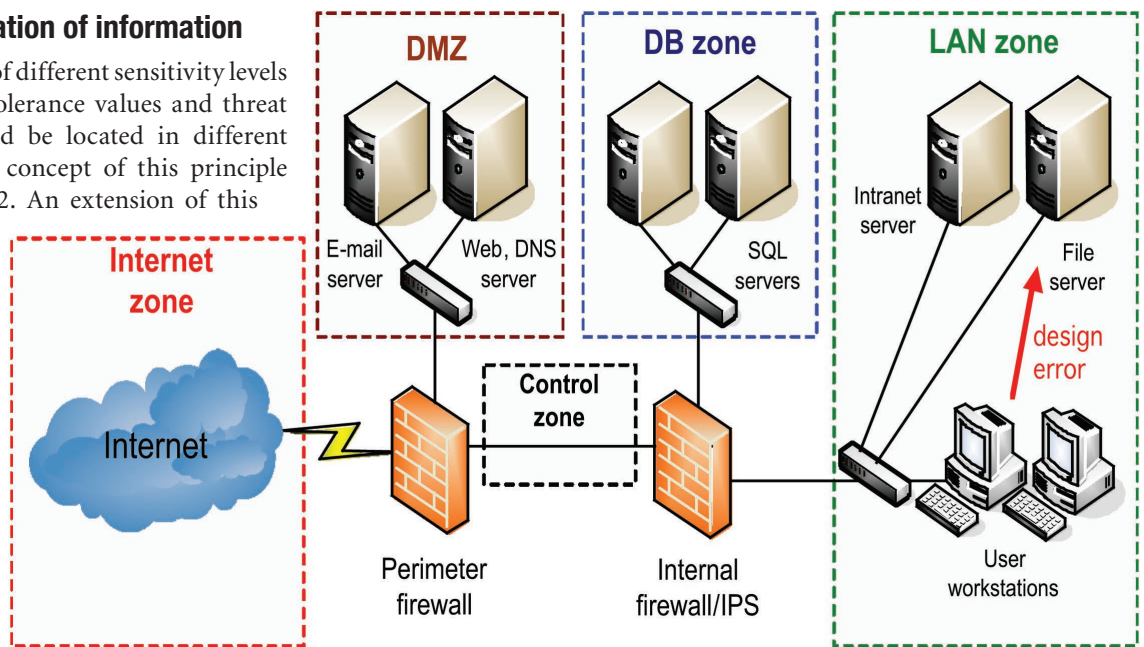 ation of information
of different sensitivity levels
olerance values and threat
d be located in different
concept of this principle
2. An extension of this
Internet
zone
Internet
DMZ
E-mail
server
Web, DNS
server
Perimeter
firewall
Control
zone
DB zone
SQL
servers
Internal
firewall/IPS
LAN zone
Intranet
server
File
server
design
error
User
workstations